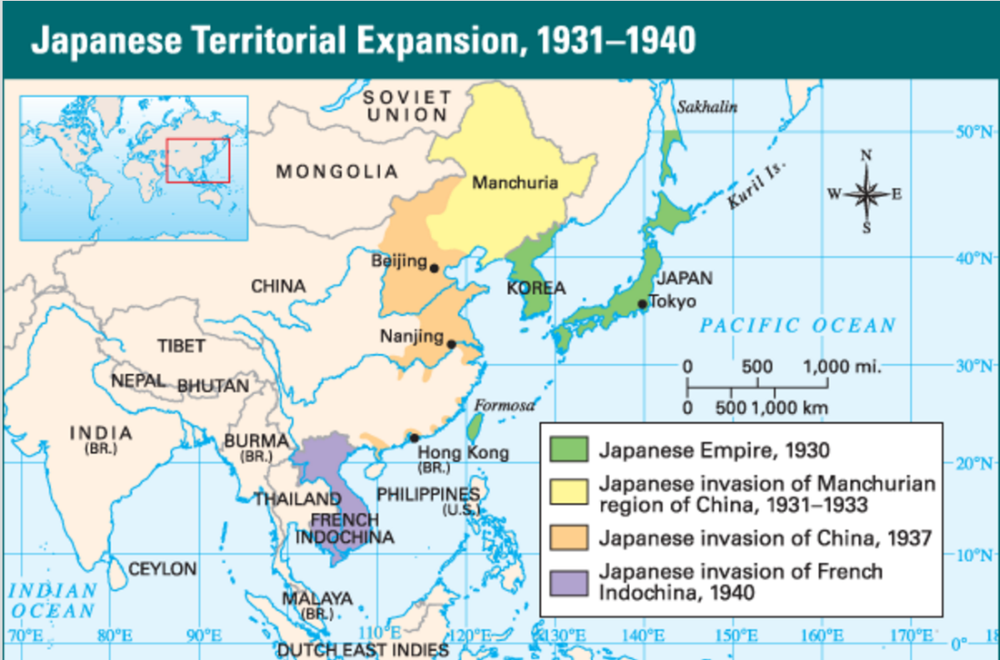 Japanese Territorial Expansion, 1931–1940
SOVIET
UNION
Sakhalin
50°N
MONGOLIA
Manchuria
Kuril Is.
N
W
E
S
40°N
Beijing
CHINA
KOREA
JAPAN
Tokyo
PACIFIC OCEAN
Nanjing
TIBET
0 500 1,000 mi.
30°N
0 500 1,000 km
NEPAL
BHUTAN
Formosa
INDIA
(BR.)
BURMA
(BR.)
Hong Kong
(BR.)
20°N
THAILAND
PHILIPPINES
(U.S.)
FRENCH
INDOCHINA
Japanese Empire, 1930
Japanese invasion of Manchurian
region of China, 1931–1933
Japanese invasion of China, 1937
Japanese invasion of French
Indochina, 1940
10°N
CEYLON
INDIAN
OCEAN
MALAYA
(BR.)
70°E 80°E 90°E 110°E 120°E 130°E 140°E 150°E 160°E 170°E 18
0°
DUTCH EAST INDIES